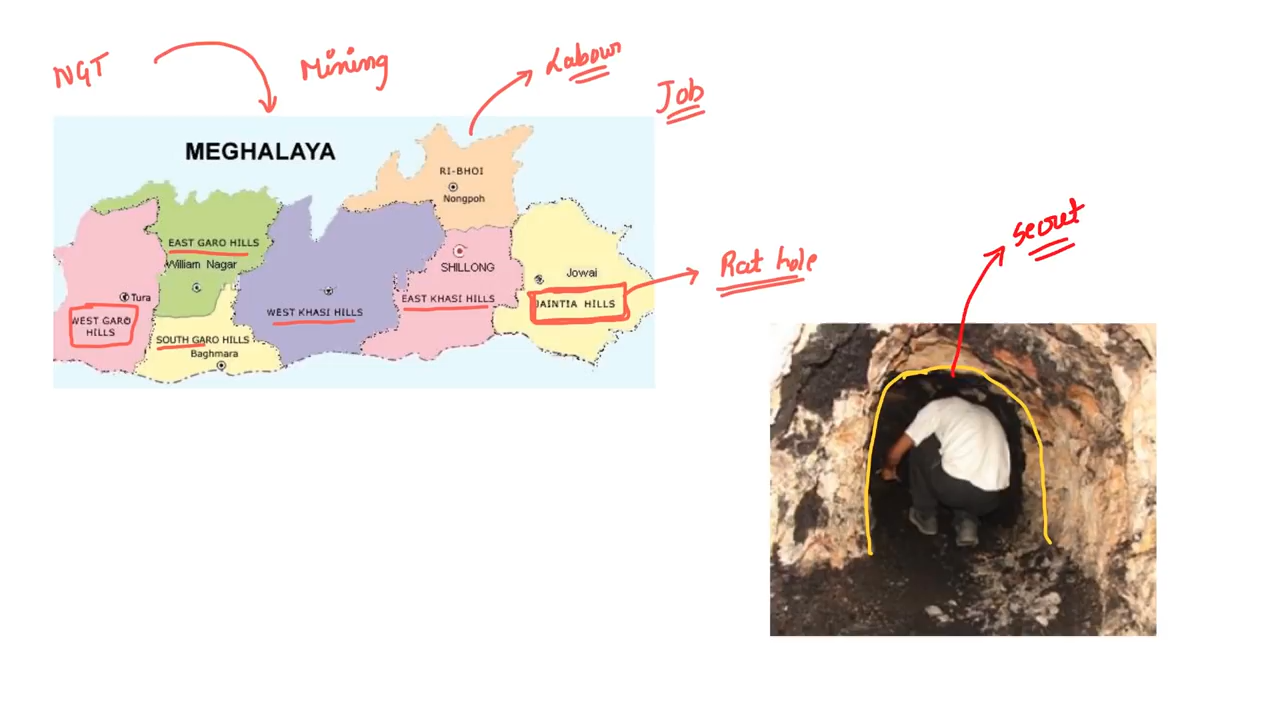 NGT
Mining
Labour
Job
MEGHALAYA
RI-BHOI
Nongpoh
EAST GARO HILLS
William Nagar
SHILLONG
Jowai
Tura
WEST GARO
HILLS
WEST KHASI HILLS
EAST KHASI HILLS
JAINTIA HILLS
SOUTH GARO HILLS
Baghmara
Rat hole
secret